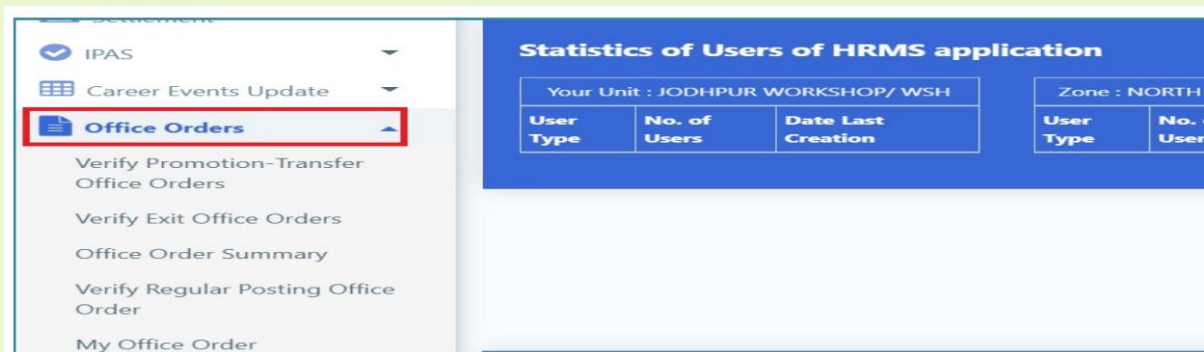 Settlement
IPAS
Career Events Update
Office Orders
Verify Promotion-Transfer
Office Orders
Verify Exit Office Orders
Office Order Summary
Verify Regular Posting Office
Order
My Office Order
Statistics of Users of HRMS application
Your Unit : JODHPUR WORKSHOP/ WSH
User Type No. of Users Date Last Creation
Zone : NORTH
User Type No.